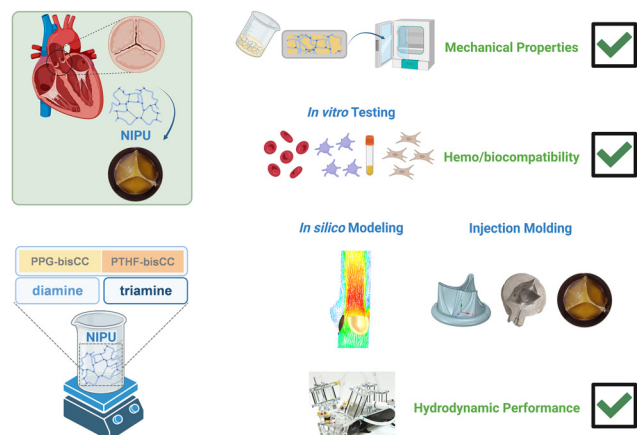 NIPU
Mechanical Properties
In vitro Testing
Hemo/biocompatibility
In silico Modeling
Injection Molding
PPG-bisCC
PTHF-bisCC
diamine
triamine
NIPU
Hydrodynamic Performance